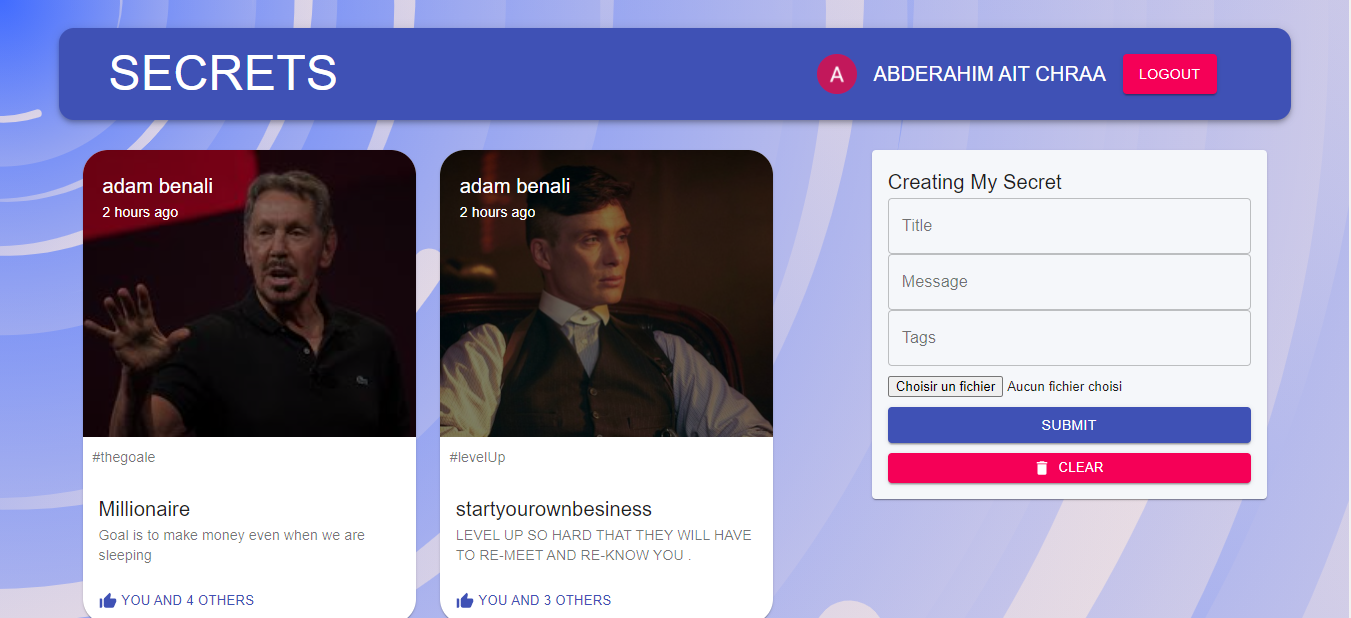 SECRETS
A
ABDERAHIM AIT CHRAA
LOGOUT
adam benali
2 hours ago
#thegoale
Millionaire
Goal is to make money even when we are
sleeping
YOU AND 4 OTHERS
adam benali
2 hours ago
#levelUp
startyourownbesiness
LEVEL UP SO HARD THAT THEY WILL HAVE
TO RE-MEET AND RE-KNOW YOU .
YOU AND 3 OTHERS
Creating My Secret
Title
Message
Tags
Choisir un fichier Aucun fichier choisi
SUBMIT
CLEAR